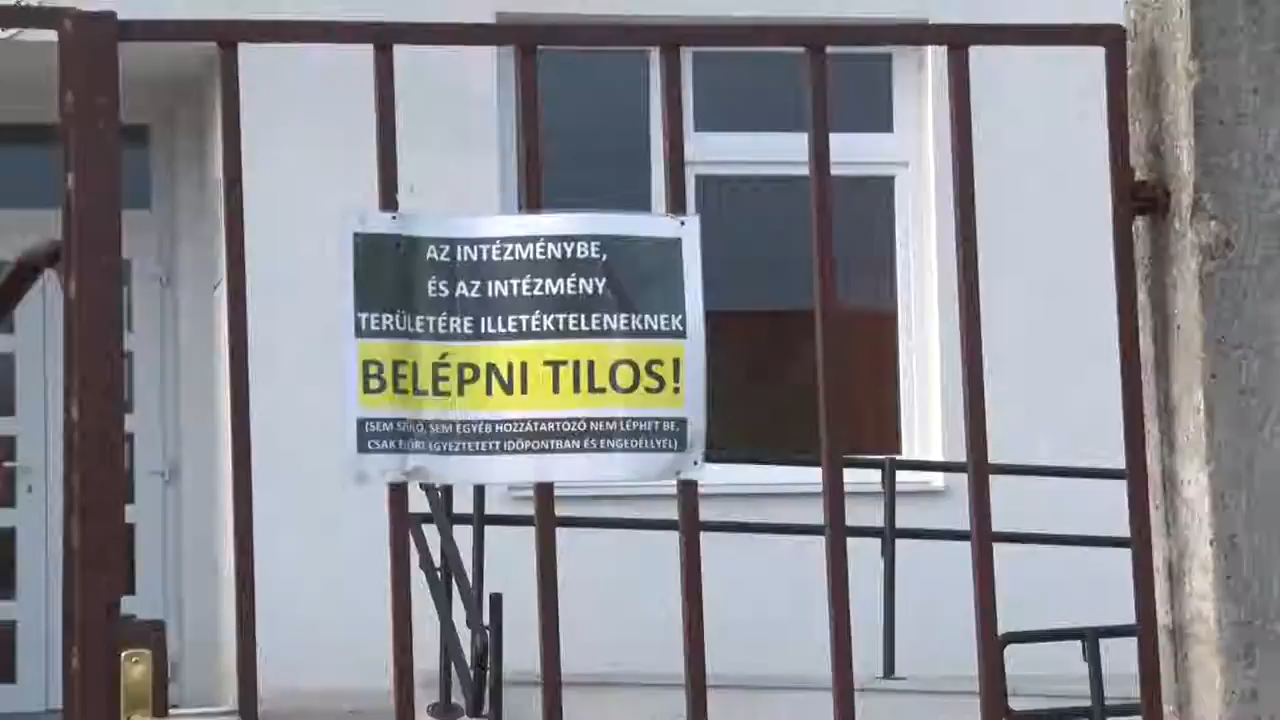 AZ INTÉZMÉNYBE,
ÉS AZ INTÉZMÉNY
TERÜLETÉRE ILLETÉKTELENEKNEK
BELÉPNI TILOS!
(SEM SZÜLŐ, SEM EGYÉB HOZZÁTARTOZÓ NEM LÉPHET BE,
CSAK ELŐRE EGYEZTETETT IDŐPONTBAN ÉS ENGEDÉLLYEL)